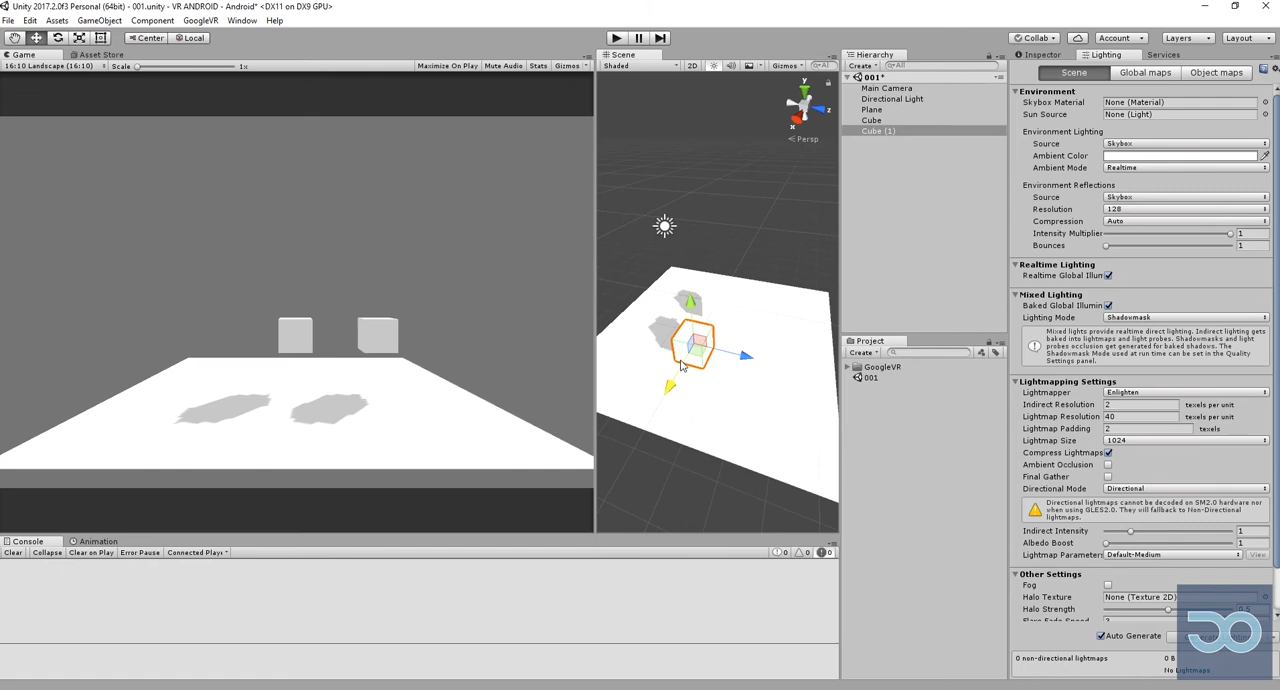 Unity 2017.2.0f3 Personal (64bit) - 001.unity - VR ANDROID - Android* <DX11 on DX9 GPU>
File Edit Assets GameObject Component GoogleVR Window Help
Center Local Collab Account Layers Layout
Game Asset Store
16:10 Landscape (16:10) Scale 1x Maximize On Play Mute Audio Stats Gizmos
Scene
Shaded 2D Gizmos
y
z
x
Persp
Hierarchy
Create All
001*
Main Camera
Directional Light
Plane
Cube
Cube (1)
Project
Create
GoogleVR
001
Inspector Lighting Services
Scene Global maps Object maps
Environment
Skybox Material None (Material)
Sun Source None (Light)
Environment Lighting
Source Skybox
Ambient Color
Ambient Mode Realtime
Environment Reflections
Source Skybox
Resolution 128
Compression Auto
Intensity Multiplier 1
Bounces 1
Realtime Lighting
Realtime Global Illum
Mixed Lighting
Baked Global Illumin
Lighting Mode Shadowmask
Mixed lights provide realtime direct lighting. Indirect lighting gets
baked into lightmaps and light probes. Shadowmasks and light
probes occlusion get generated for baked shadows. The
Shadowmask Mode used at run time can be set in the Quality
Settings panel.
Lightmapping Settings
Lightmapper Enlighten
Indirect Resolution 2 texels per unit
Lightmap Resolution 40 texels per unit
Lightmap Padding 2 texels
Lightmap Size 1024
Compress Lightmaps
Ambient Occlusion
Final Gather
Directional Mode Directional
Directional lightmaps cannot be decoded on SM2.0 hardware nor
when using GLES2.0. They will fallback to Non-Directional
lightmaps.
Indirect Intensity 1
Albedo Boost 1
Lightmap Parameters Default-Medium View
Other Settings
Fog
Halo Texture None (Texture 2D)
Halo Strength 0.5
Auto Generate
0 non-directional lightmaps 0 B
No Lightmaps
Console Animation
Clear Collapse Clear on Play Error Pause Connected Playe
0 0 0